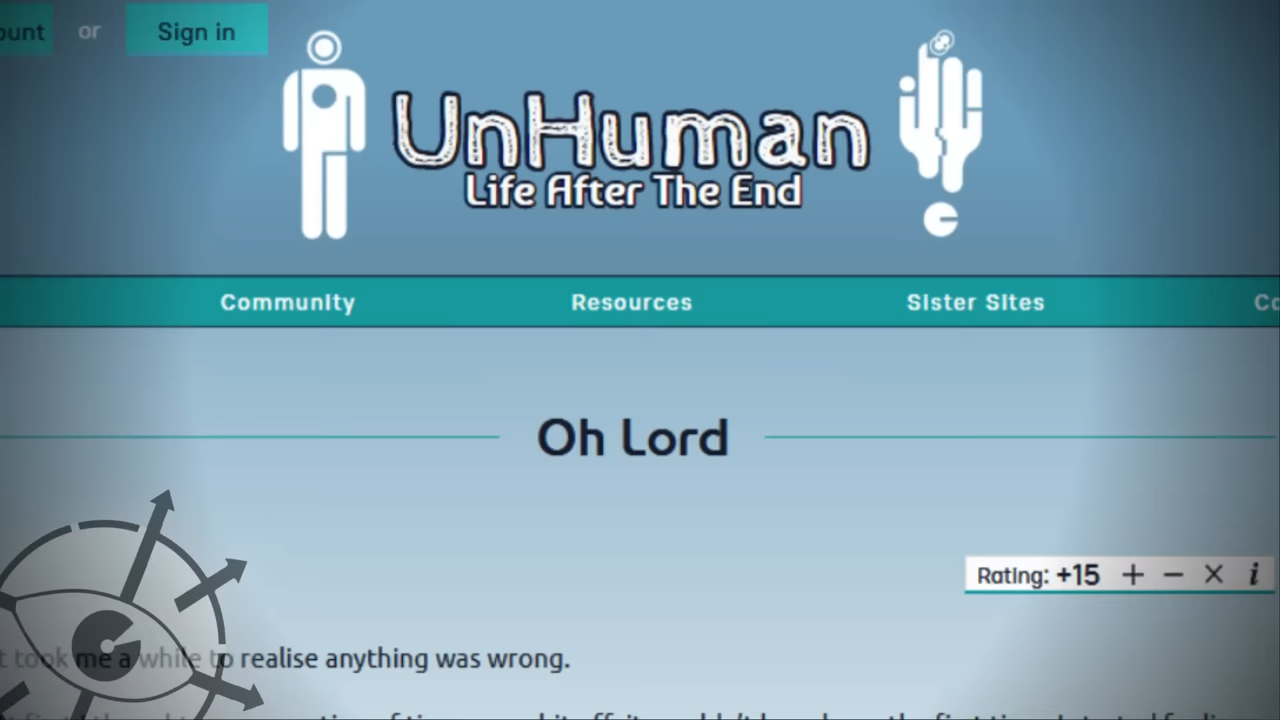 or Sign in
UnHuman
Life After The End
Community Resources Sister Sites
Oh Lord
Rating: +15 + − × i
took me a while to realise anything was wrong.